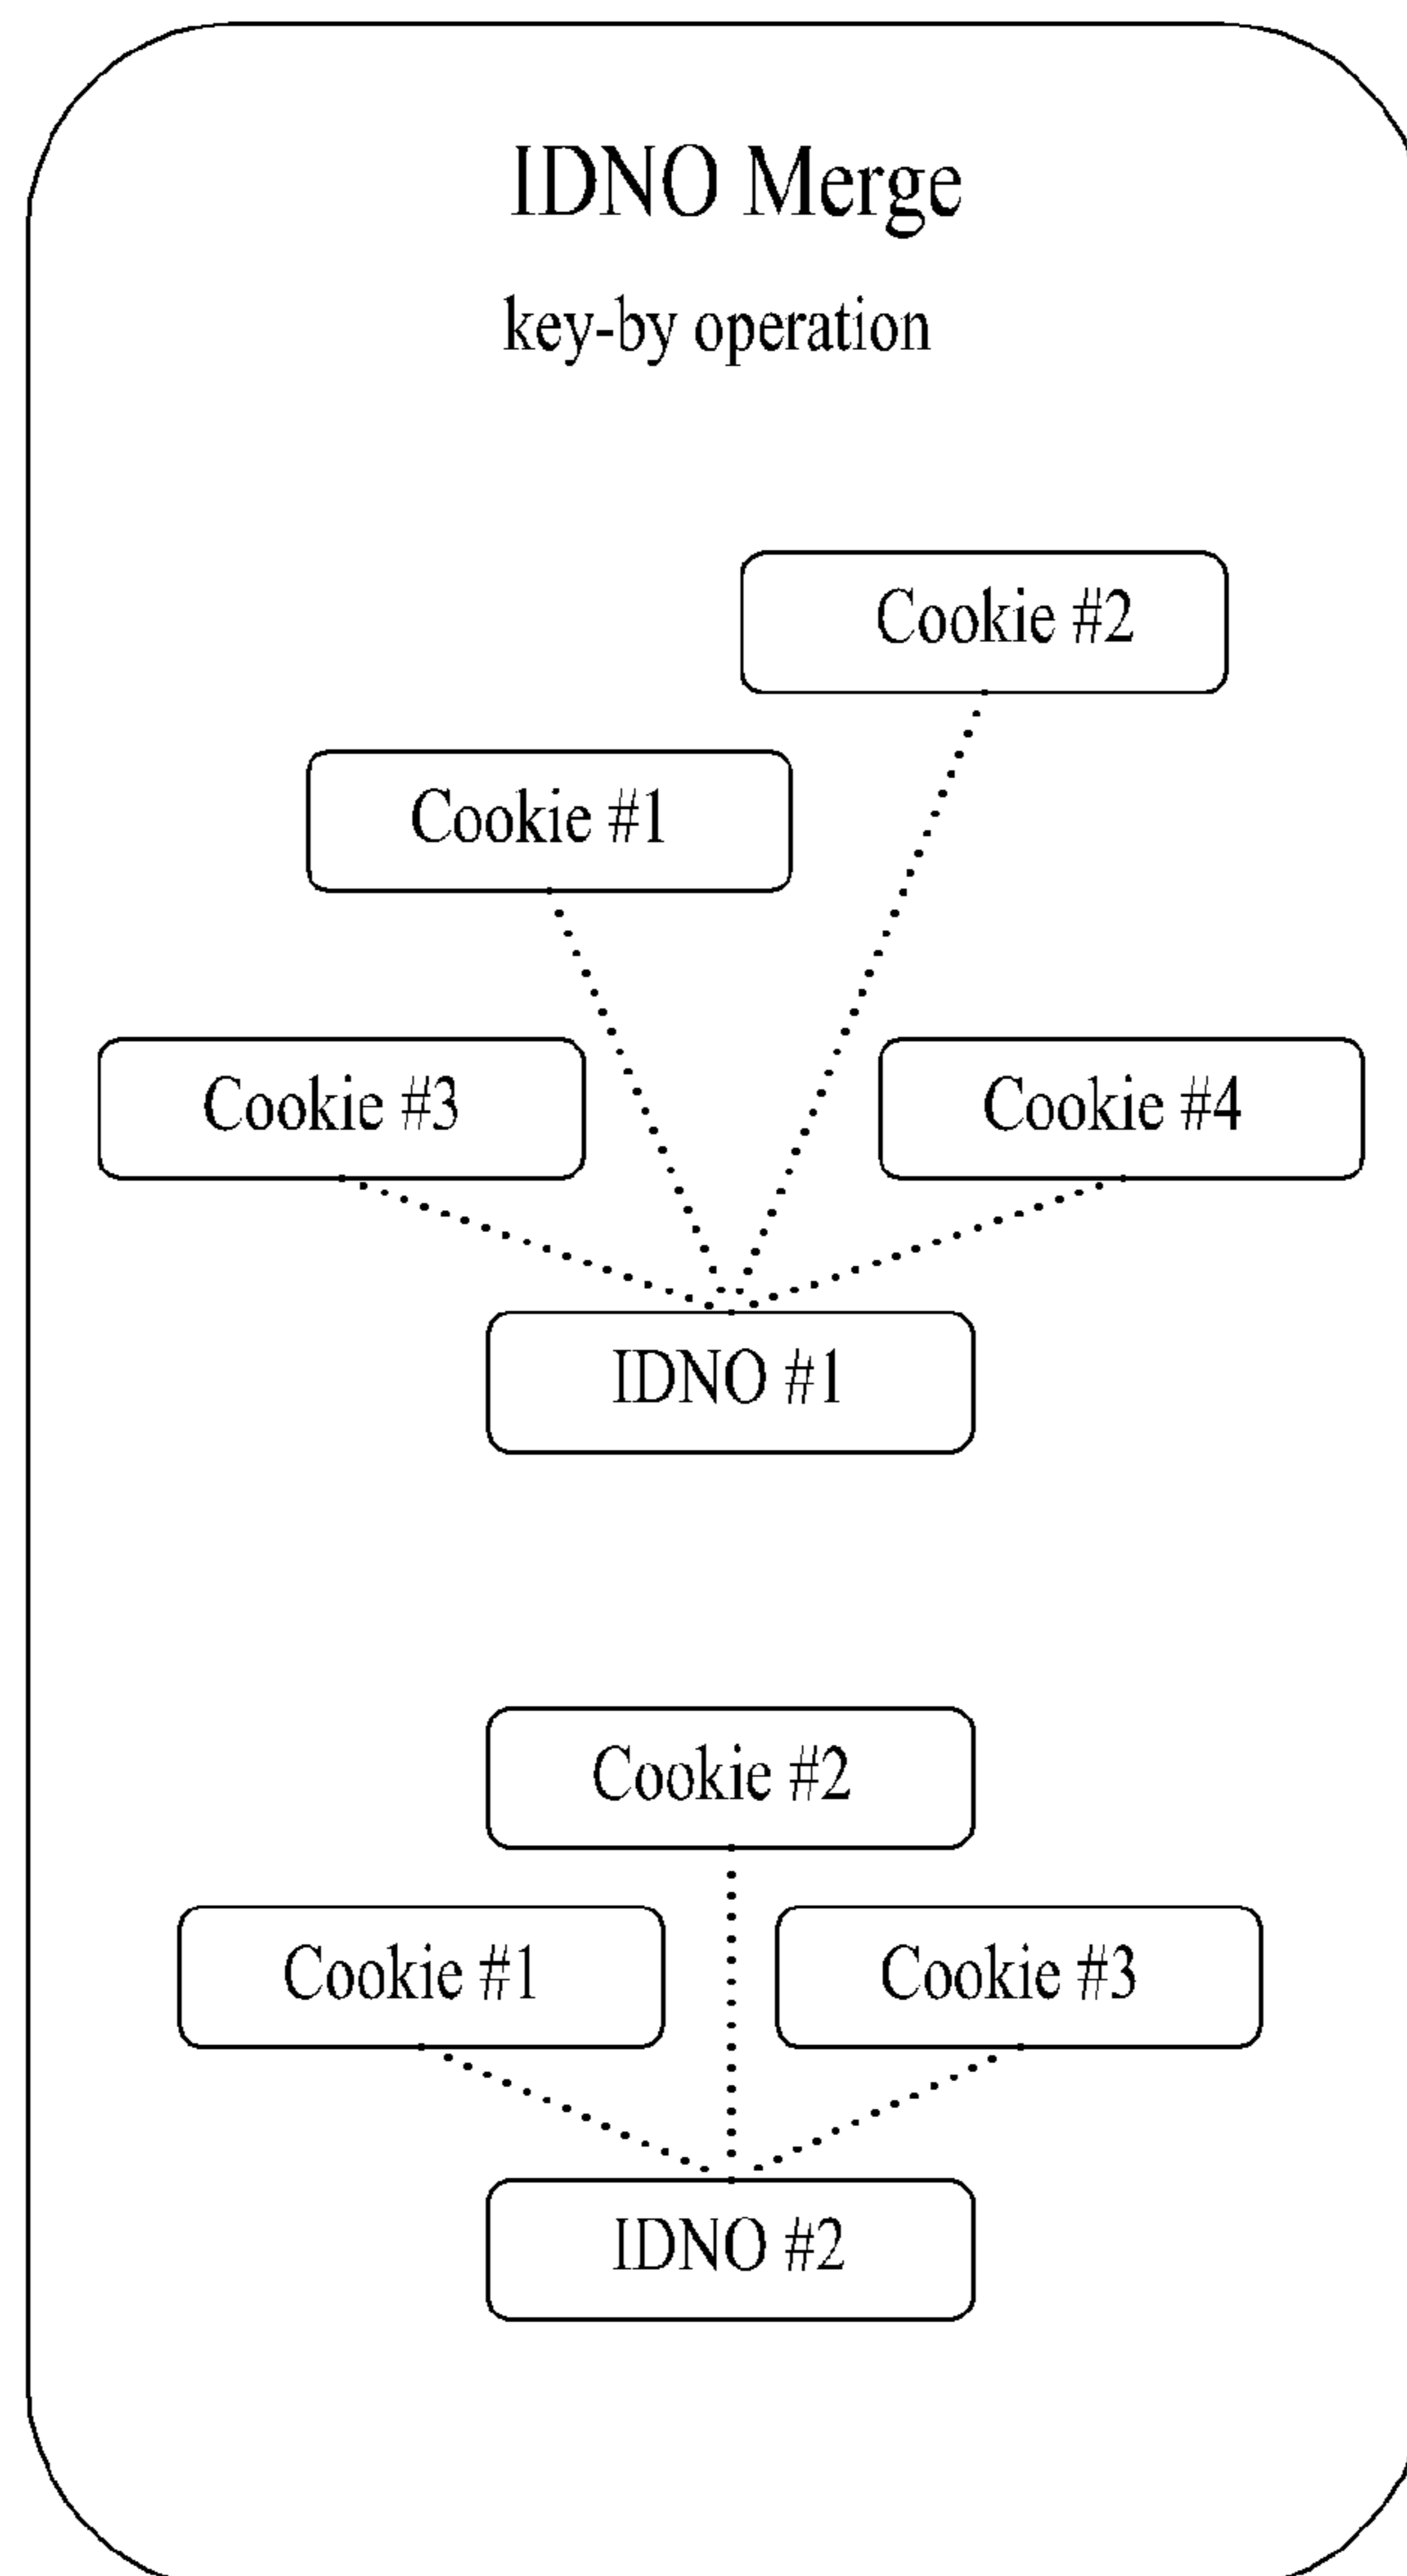 IDNO Merge
key-by operation
Cookie #2
Cookie #1
Cookie #3
Cookie #4
IDNO #1
Cookie #2
Cookie #1
Cookie #3
IDNO #2